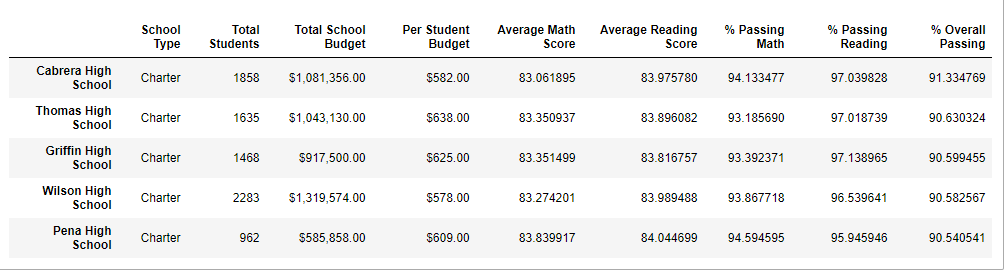 School Type Total Students Total School Budget Per Student Budget Average Math Score Average Reading Score % Passing Math % Passing Reading % Overall Passing
Cabrera High School Charter 1858 $1,081,356.00 $582.00 83.061895 83.975780 94.133477 97.039828 91.334769
Thomas High School Charter 1635 $1,043,130.00 $638.00 83.350937 83.896082 93.185690 97.018739 90.630324
Griffin High School Charter 1468 $917,500.00 $625.00 83.351499 83.816757 93.392371 97.138965 90.599455
Wilson High School Charter 2283 $1,319,574.00 $578.00 83.274201 83.989488 93.867718 96.539641 90.582567
Pena High School Charter 962 $585,858.00 $609.00 83.839917 84.044699 94.594595 95.945946 90.540541